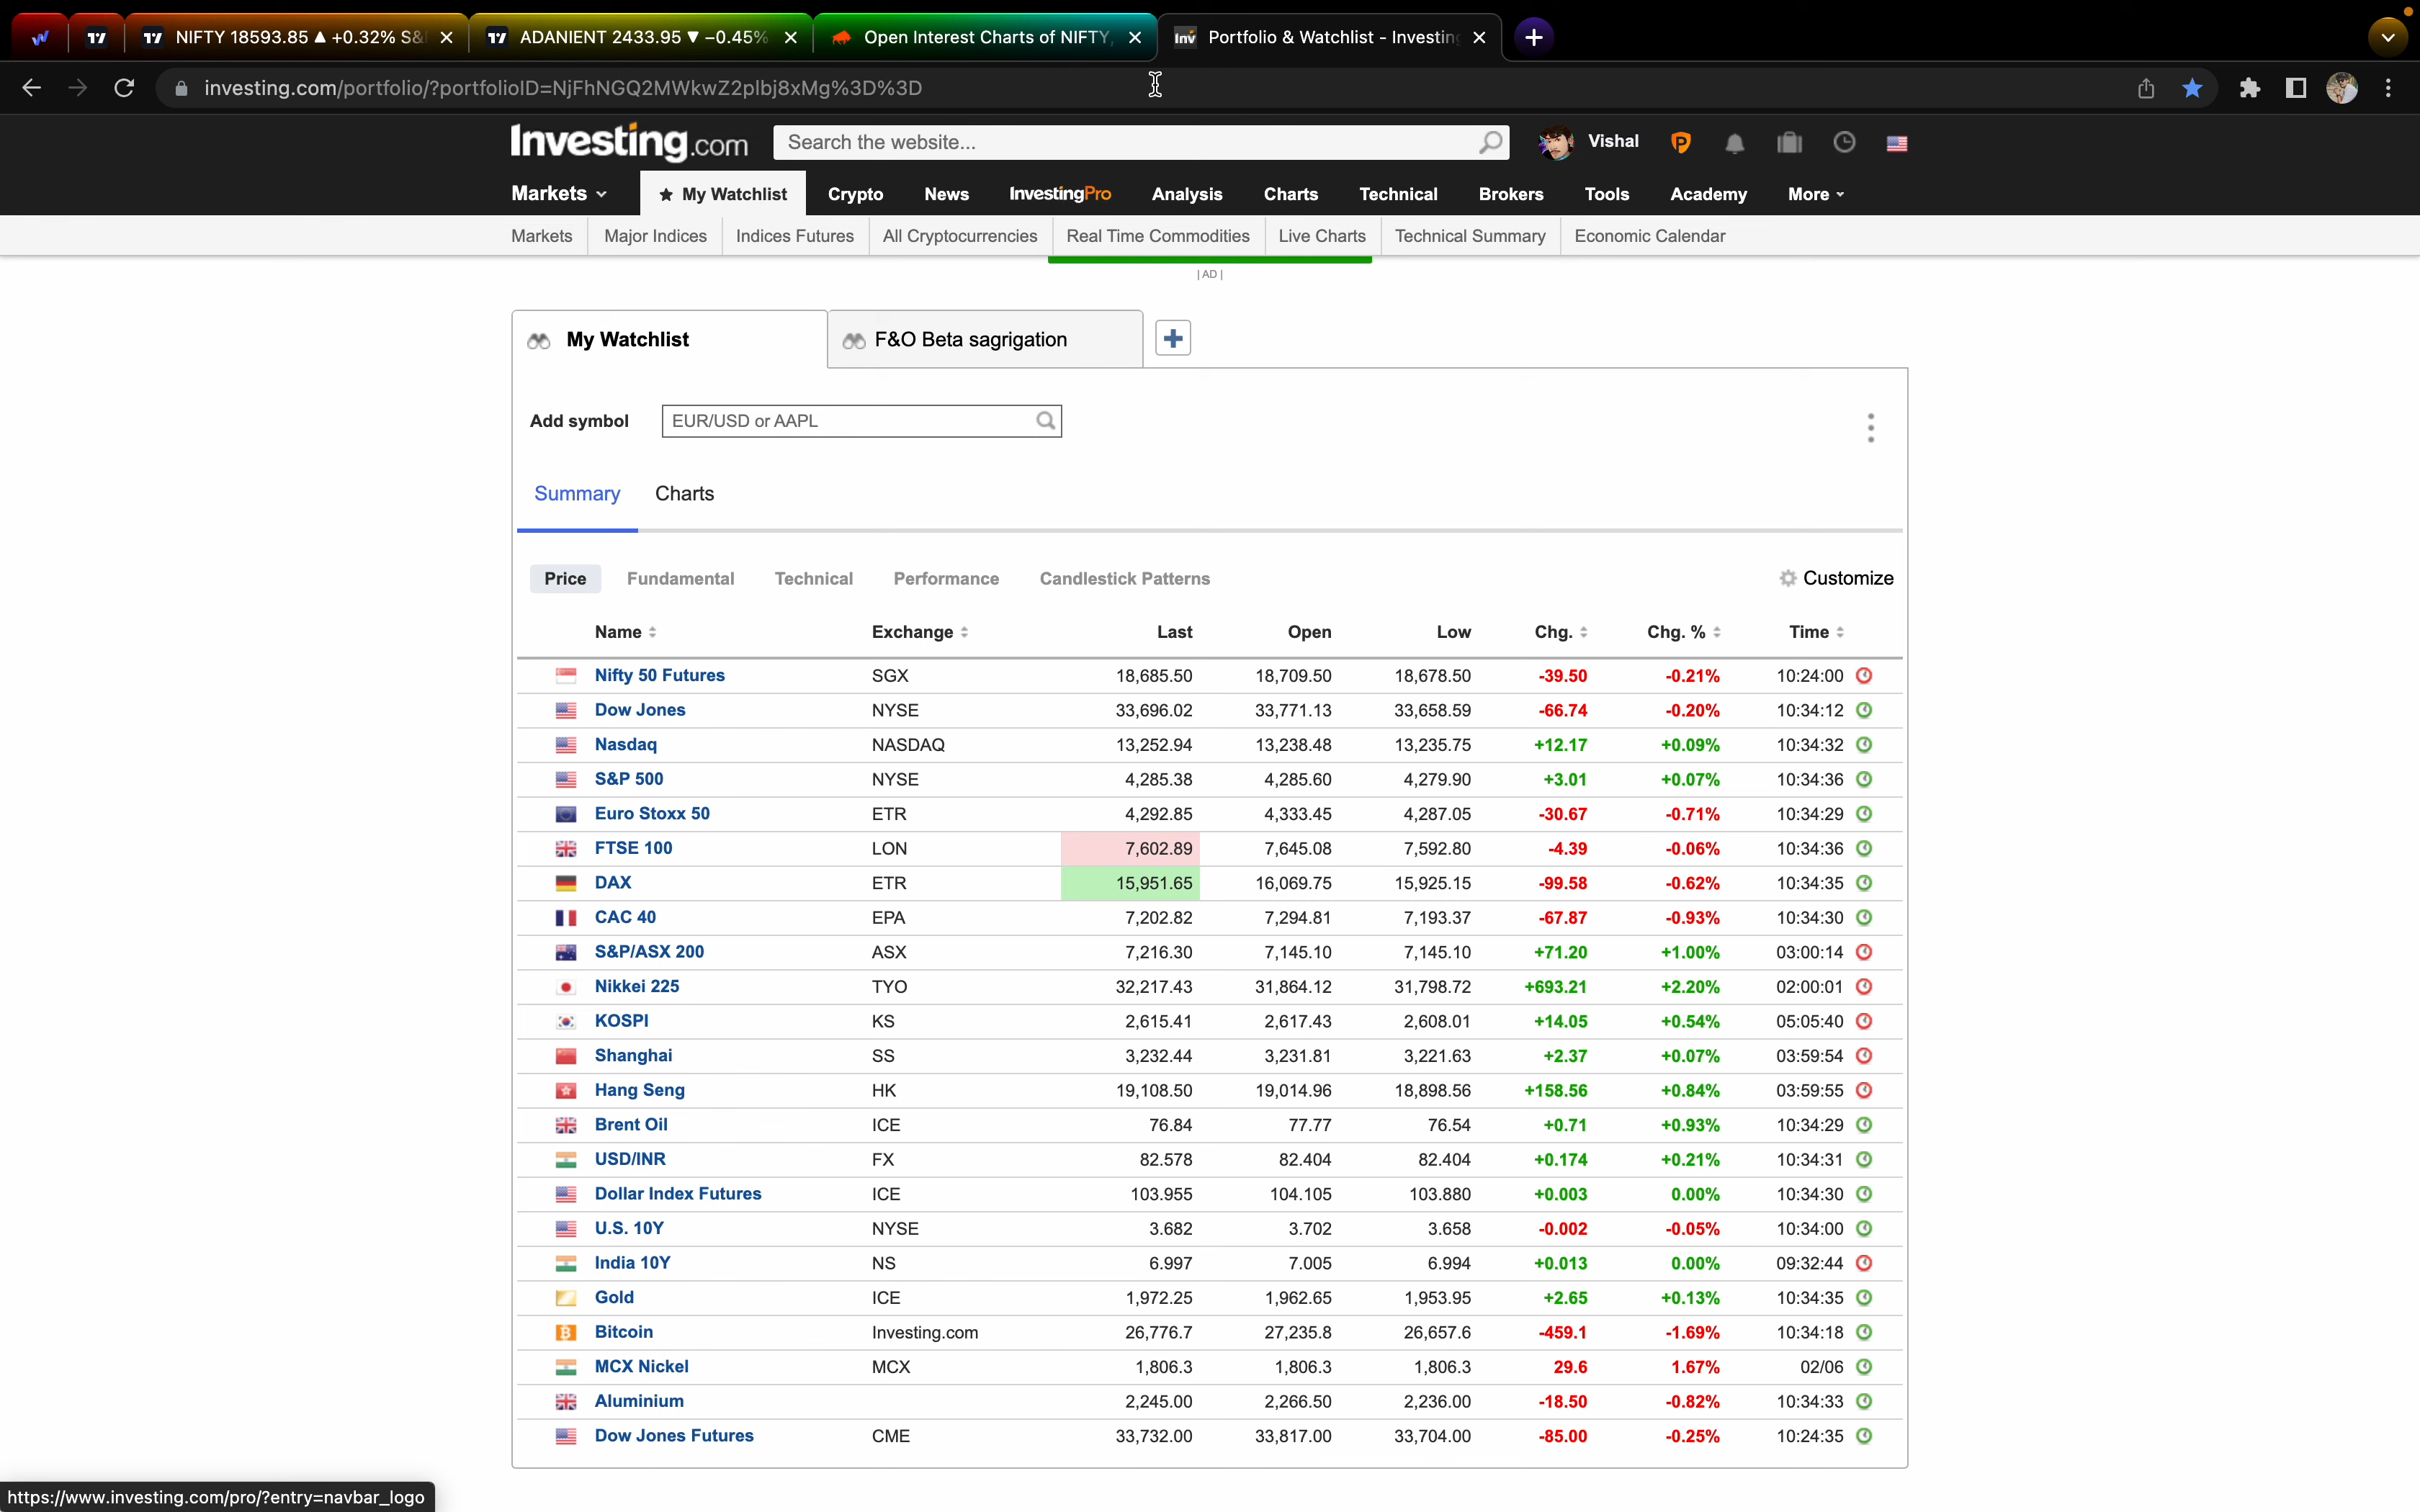 NIFTY 18593.85 ▲ +0.32% S&
ADANIENT 2433.95 ▼ −0.45%
Open Interest Charts of NIFTY,
Inv Portfolio & Watchlist - Investing
investing.com/portfolio/?portfolioID=NjFhNGQ2MWkwZ2plbj8xMg%3D%3D
Investing.com Search the website... Vishal
Markets My Watchlist Crypto News InvestingPro Analysis Charts Technical Brokers Tools Academy More
Markets Major Indices Indices Futures All Cryptocurrencies Real Time Commodities Live Charts Technical Summary Economic Calendar
| AD |
My Watchlist F&O Beta sagrigation
Add symbol EUR/USD or AAPL
Summary Charts
Price Fundamental Technical Performance Candlestick Patterns Customize
Name Exchange Last Open Low Chg. Chg. % Time
Nifty 50 Futures SGX 18,685.50 18,709.50 18,678.50 -39.50 -0.21% 10:24:00
Dow Jones NYSE 33,696.02 33,771.13 33,658.59 -66.74 -0.20% 10:34:12
Nasdaq NASDAQ 13,252.94 13,238.48 13,235.75 +12.17 +0.09% 10:34:32
S&P 500 NYSE 4,285.38 4,285.60 4,279.90 +3.01 +0.07% 10:34:36
Euro Stoxx 50 ETR 4,292.85 4,333.45 4,287.05 -30.67 -0.71% 10:34:29
FTSE 100 LON 7,602.89 7,645.08 7,592.80 -4.39 -0.06% 10:34:36
DAX ETR 15,951.65 16,069.75 15,925.15 -99.58 -0.62% 10:34:35
CAC 40 EPA 7,202.82 7,294.81 7,193.37 -67.87 -0.93% 10:34:30
S&P/ASX 200 ASX 7,216.30 7,145.10 7,145.10 +71.20 +1.00% 03:00:14
Nikkei 225 TYO 32,217.43 31,864.12 31,798.72 +693.21 +2.20% 02:00:01
KOSPI KS 2,615.41 2,617.43 2,608.01 +14.05 +0.54% 05:05:40
Shanghai SS 3,232.44 3,231.81 3,221.63 +2.37 +0.07% 03:59:54
Hang Seng HK 19,108.50 19,014.96 18,898.56 +158.56 +0.84% 03:59:55
Brent Oil ICE 76.84 77.77 76.54 +0.71 +0.93% 10:34:29
USD/INR FX 82.578 82.404 82.404 +0.174 +0.21% 10:34:31
Dollar Index Futures ICE 103.955 104.105 103.880 +0.003 0.00% 10:34:30
U.S. 10Y NYSE 3.682 3.702 3.658 -0.002 -0.05% 10:34:00
India 10Y NS 6.997 7.005 6.994 +0.013 0.00% 09:32:44
Gold ICE 1,972.25 1,962.65 1,953.95 +2.65 +0.13% 10:34:35
Bitcoin Investing.com 26,776.7 27,235.8 26,657.6 -459.1 -1.69% 10:34:18
MCX Nickel MCX 1,806.3 1,806.3 1,806.3 29.6 1.67% 02/06
Aluminium 2,245.00 2,266.50 2,236.00 -18.50 -0.82% 10:34:33
Dow Jones Futures CME 33,732.00 33,817.00 33,704.00 -85.00 -0.25% 10:24:35
https://www.investing.com/pro/?entry=navbar_logo